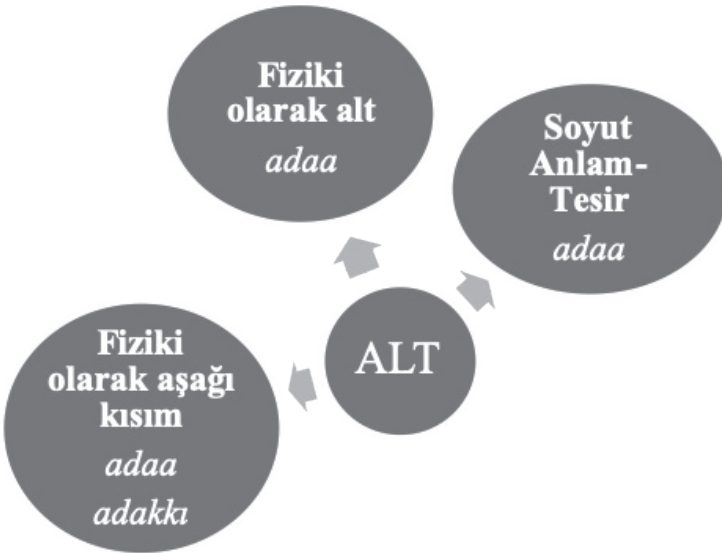 Fiziki
olarak alt
adaa
Soyut
Anlam-
Tesir
adaa
ALT
Fiziki
olarak aşağı
kısım
adaa
adakkı